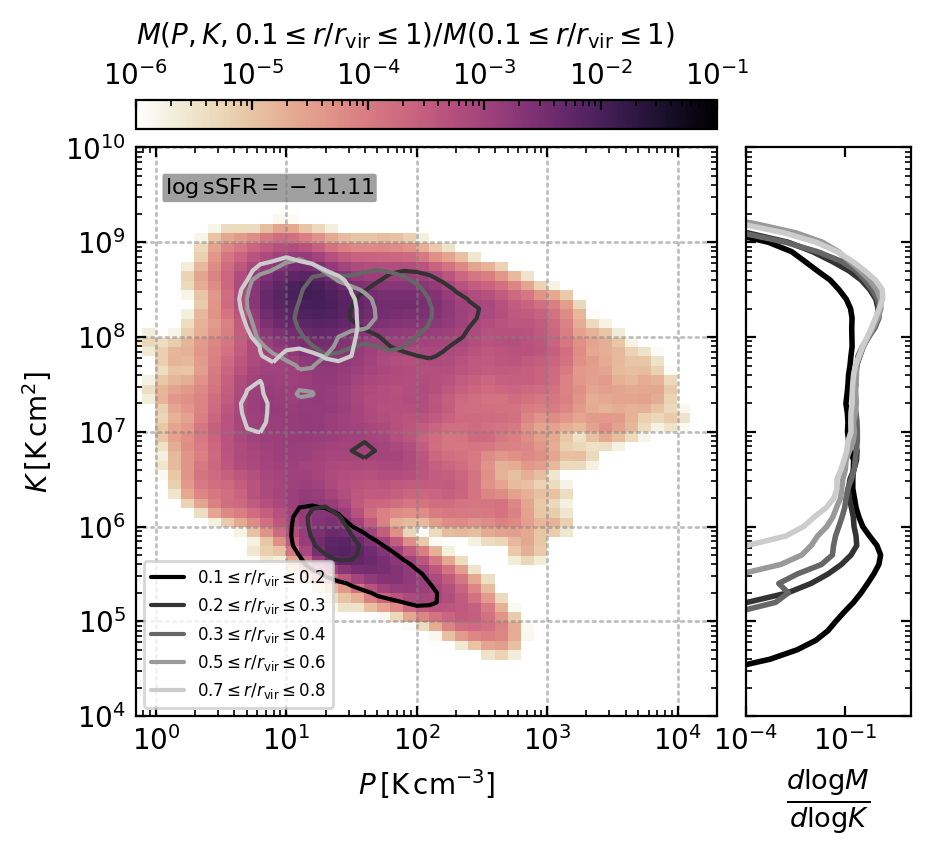 M(P, K, 0.1 ≤ r/r_vir ≤ 1)/M(0.1 ≤ r/r_vir ≤ 1)
10^−6 10^−5 10^−4 10^−3 10^−2 10^−1
log sSFR = −11.11
10^10
10^9
10^8
10^7
10^6
10^5
10^4
K [K cm^2]
0.1 ≤ r/r_vir ≤ 0.2
0.2 ≤ r/r_vir ≤ 0.3
0.3 ≤ r/r_vir ≤ 0.4
0.5 ≤ r/r_vir ≤ 0.6
0.7 ≤ r/r_vir ≤ 0.8
10^0 10^1 10^2 10^3 10^4
P [K cm^−3]
10^−4 10^−1
dlogM
dlogK